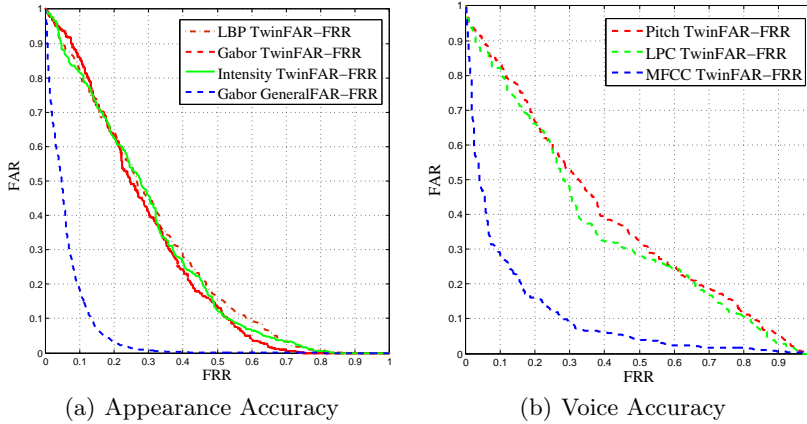 1
0.9
0.8
0.7
0.6
0.5
0.4
0.3
0.2
0.1
0
FAR
LBP TwinFAR−FRR
Gabor TwinFAR−FRR
Intensity TwinFAR−FRR
Gabor GeneralFAR−FRR
0 0.1 0.2 0.3 0.4 0.5 0.6 0.7 0.8 0.9 1
FRR
(a) Appearance Accuracy
1
0.9
0.8
0.7
0.6
0.5
0.4
0.3
0.2
0.1
0
FAR
Pitch TwinFAR−FRR
LPC TwinFAR−FRR
MFCC TwinFAR−FRR
0 0.1 0.2 0.3 0.4 0.5 0.6 0.7 0.8 0.9
FRR
(b) Voice Accuracy